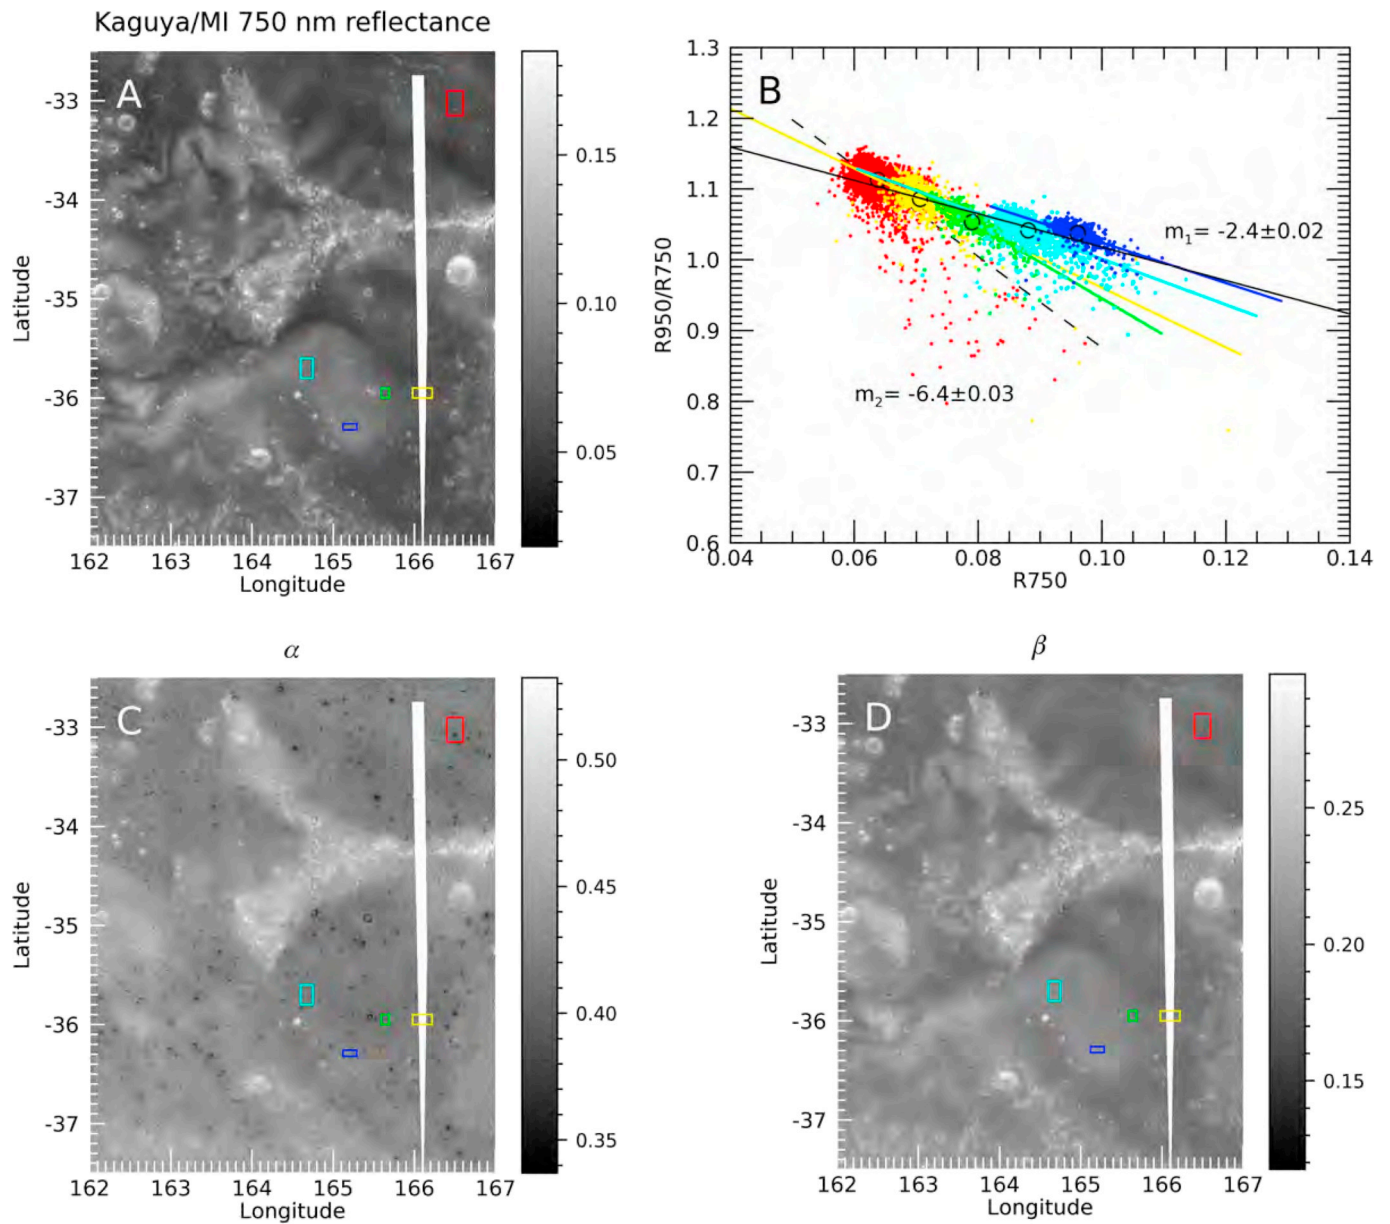 Kaguya/MI 750 nm reflectance
A
-33
-34
-35
-36
-37
Latitude
162 163 164 165 166 167
Longitude
0.15
0.10
0.05
B
1.3
1.2
1.1
1.0
0.9
0.8
0.7
0.6
R950/R750
m1= -2.4±0.02
m2= -6.4±0.03
0.04 0.06 0.08 0.10 0.12 0.14
R750
α
C
-33
-34
-35
-36
-37
Latitude
162 163 164 165 166 167
Longitude
0.50
0.45
0.40
0.35
β
D
-33
-34
-35
-36
-37
Latitude
162 163 164 165 166 167
Longitude
0.25
0.20
0.15